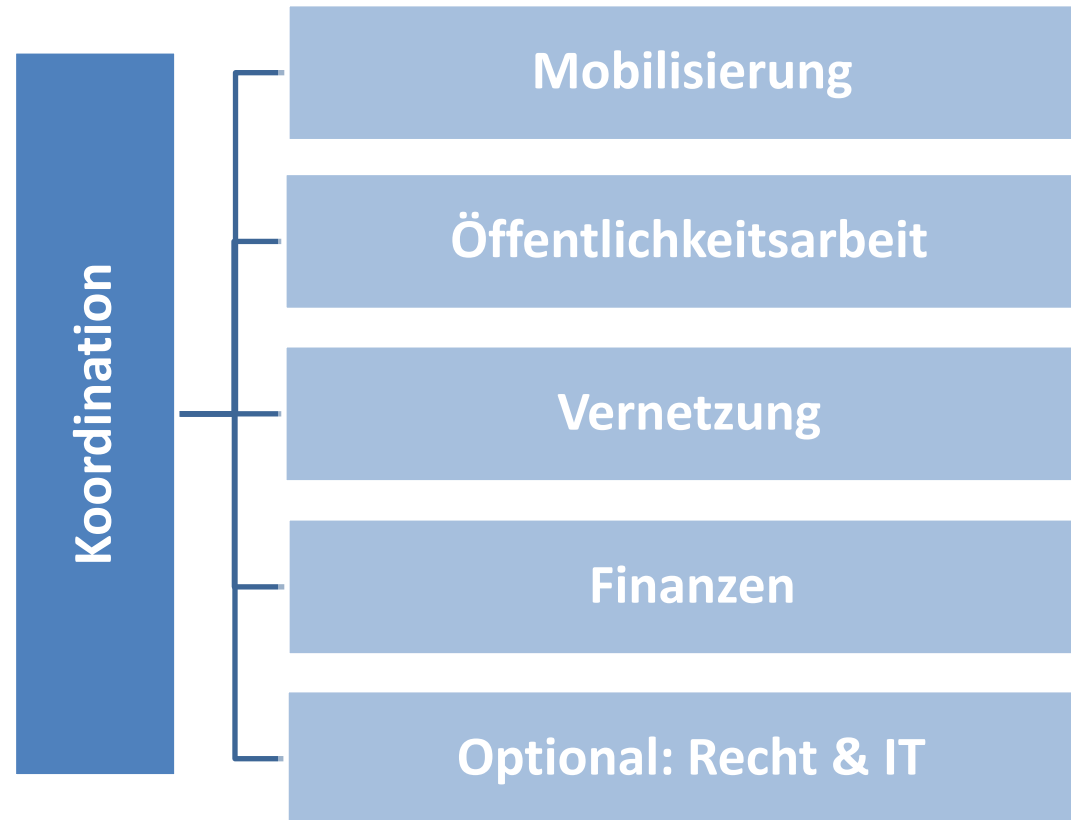 Koordination
Mobilisierung
Öffentlichkeitsarbeit
Vernetzung
Finanzen
Optional: Recht & IT